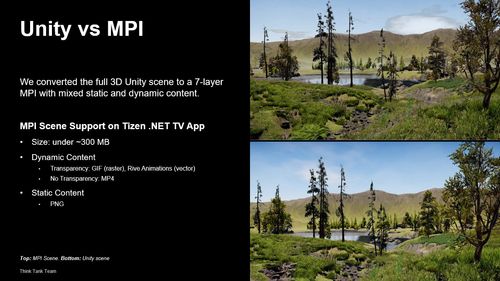 Unity vs MPI
We converted the full 3D Unity scene to a 7-layer
MPI with mixed static and dynamic content.
MPI Scene Support on Tizen .NET TV App
• Size: under ~300 MB
• Dynamic Content
• Transparency: GIF (raster), Rive Animations (vector)
• No Transparency: MP4
• Static Content
• PNG
Top: MPI Scene. Bottom: Unity scene
Think Tank Team